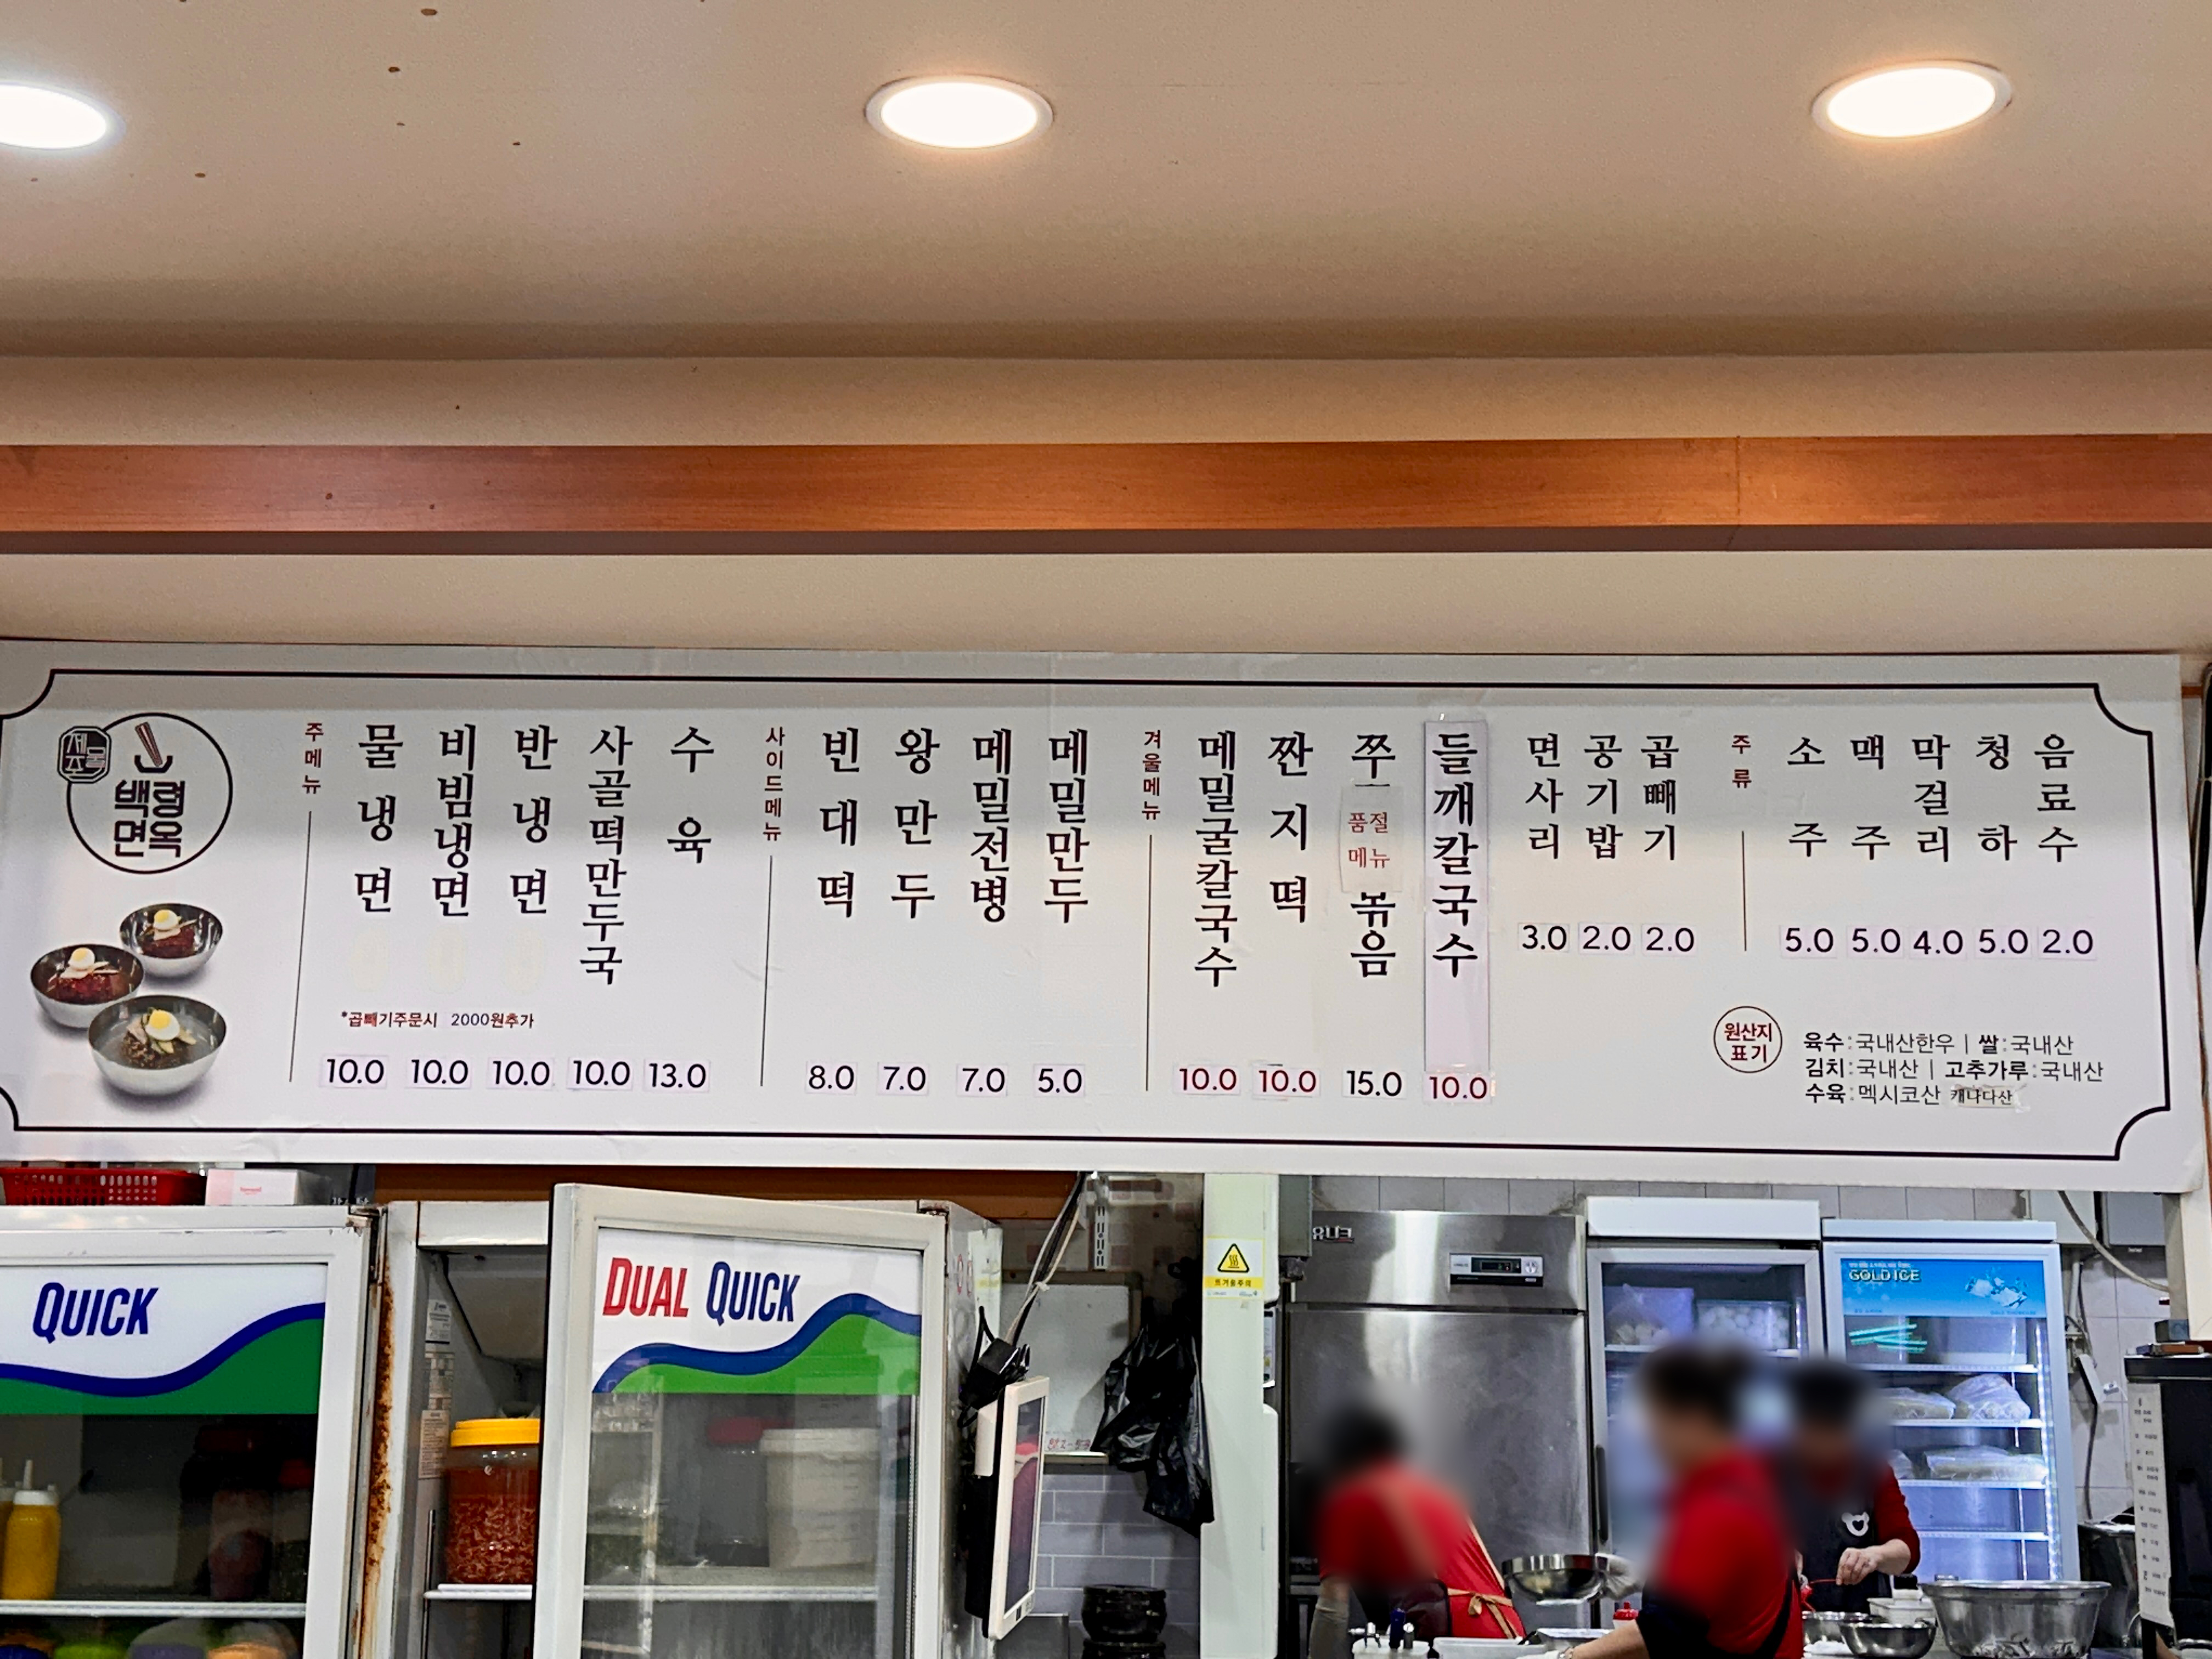 제물
조
백령
면옥
주메뉴
물냉면
비빔냉면
반냉면
사골떡만두국
수육
*곱빼기주문시 2000원추가
10.0 10.0 10.0 10.0 13.0
사이드메뉴
빈대떡
왕만두
메밀전병
메밀만두
8.0 7.0 7.0 5.0
겨울메뉴
메밀굴칼국수
짠지떡
쭈
품절
메뉴
볶음
들깨칼국수
10.0 10.0 15.0 10.0
면사리
공기밥
곱빼기
3.0 2.0 2.0
주류
소주
맥주
막걸리
청하
음료수
5.0 5.0 4.0 5.0 2.0
원산지
표기
육수:국내산한우 | 쌀:국내산
김치:국내산 | 고추가루:국내산
수육:멕시코산 캐나다산
QUICK
DUAL QUICK
뜨거움주의
유니크
GOLD ICE